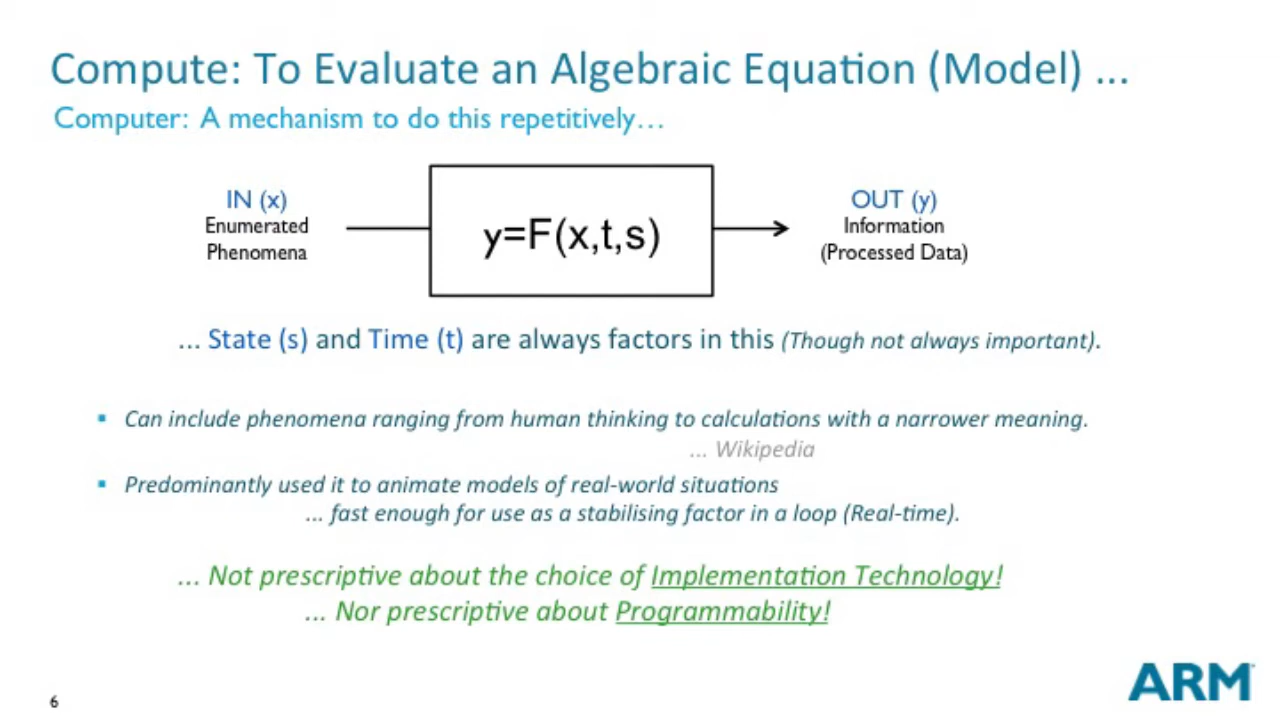 Compute: To Evaluate an Algebraic Equation (Model) ...
Computer: A mechanism to do this repetitively…
IN (x)
Enumerated
Phenomena
y=F(x,t,s)
OUT (y)
Information
(Processed Data)
... State (s) and Time (t) are always factors in this (Though not always important).
▪ Can include phenomena ranging from human thinking to calculations with a narrower meaning.
... Wikipedia
▪ Predominantly used it to animate models of real-world situations
... fast enough for use as a stabilising factor in a loop (Real-time).
... Not prescriptive about the choice of Implementation Technology!
... Nor prescriptive about Programmability!
6
ARM